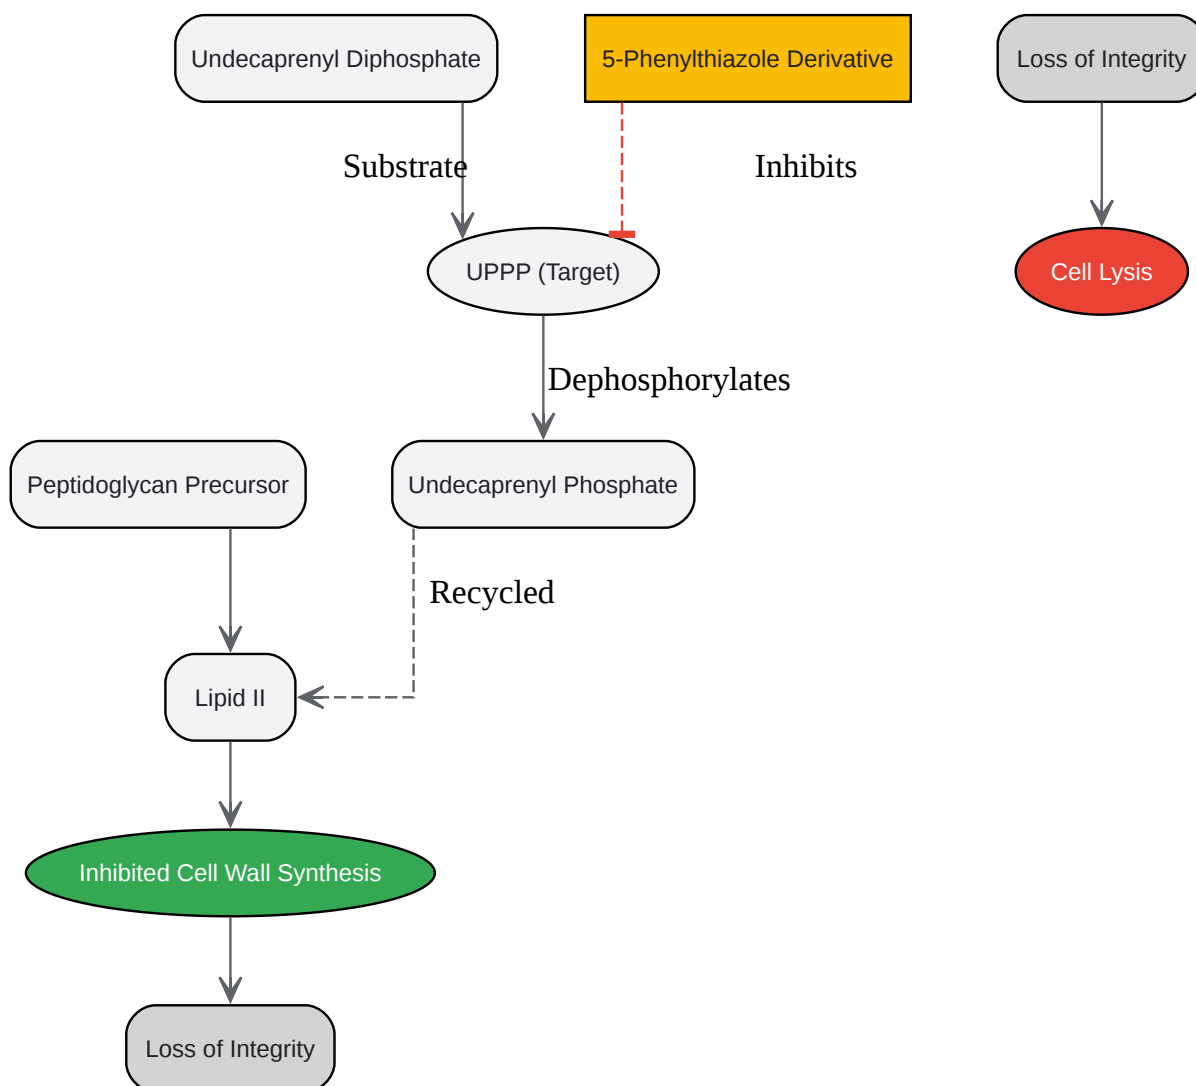 Undecaprenyl Diphosphate
5-Phenylthiazole Derivative
Loss of Integrity
Substrate
Inhibits
UPPP (Target)
Cell Lysis
Dephosphorylates
Peptidoglycan Precursor
Undecaprenyl Phosphate
Recycled
Lipid II
Inhibited Cell Wall Synthesis
Loss of Integrity